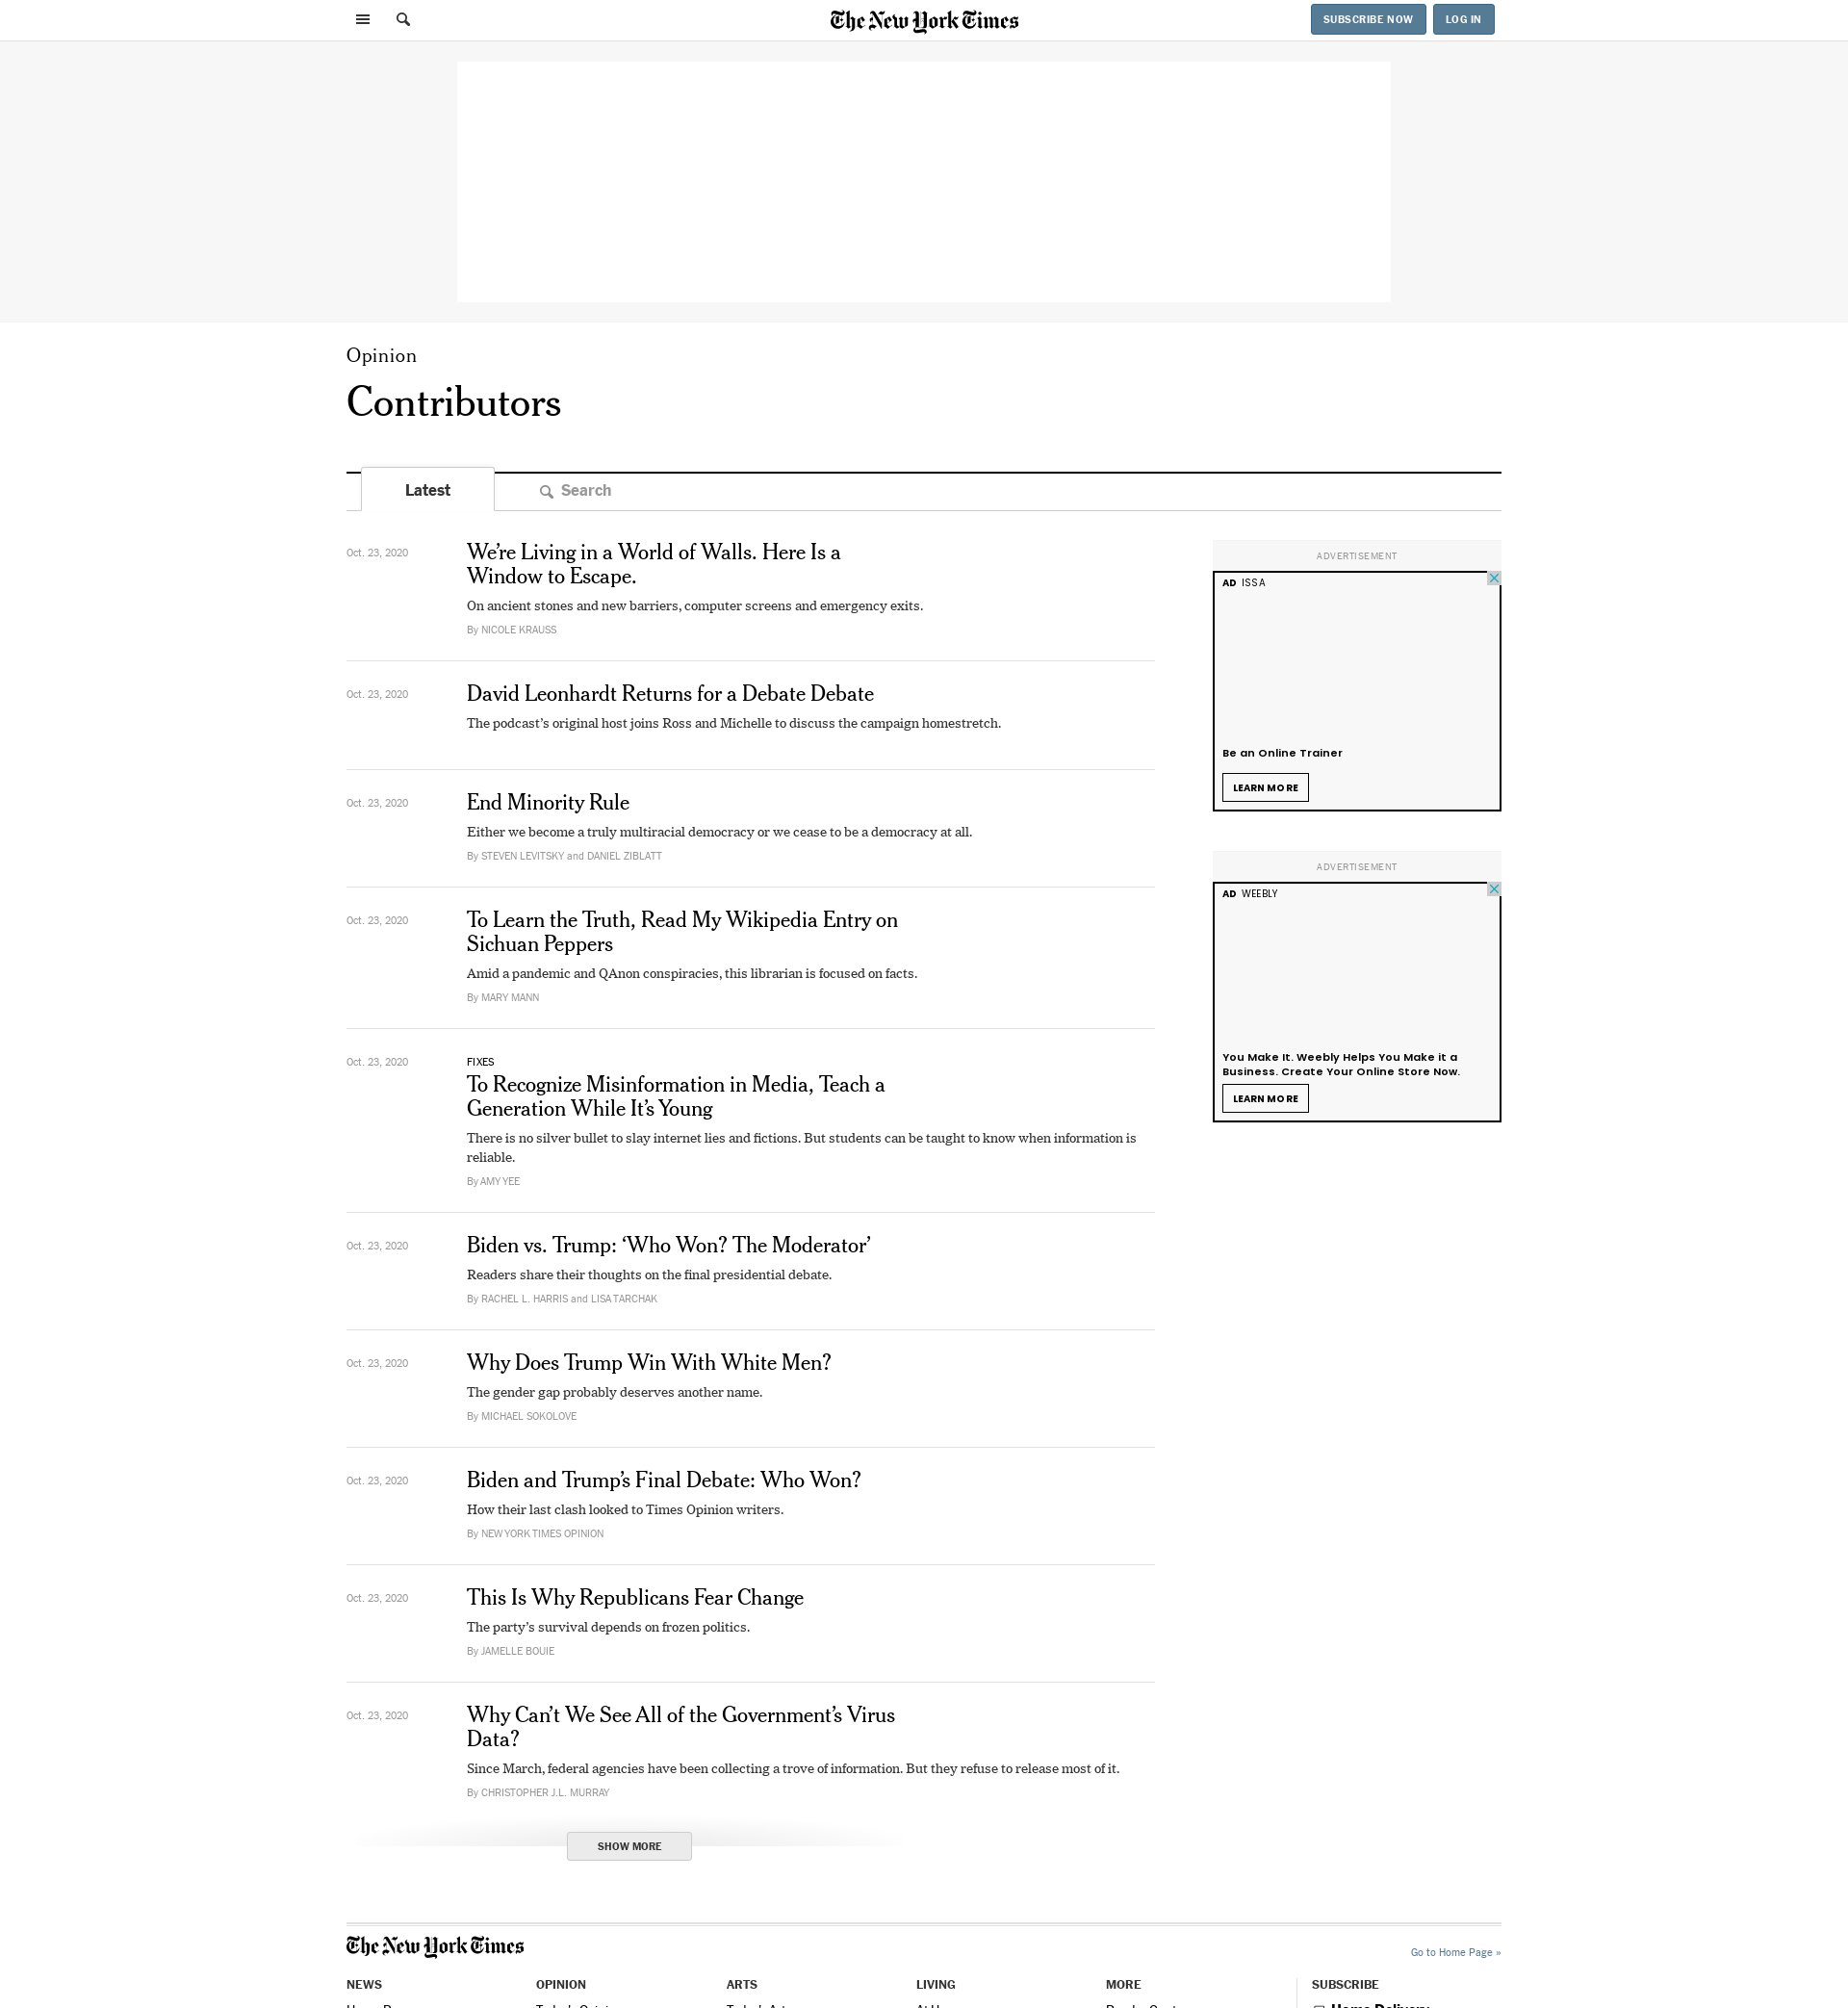 The New York Times
SUBSCRIBE NOW
LOG IN
Opinion
Contributors
Latest
Search
Oct. 23, 2020
We’re Living in a World of Walls. Here Is a
Window to Escape.
On ancient stones and new barriers, computer screens and emergency exits.
By NICOLE KRAUSS
Oct. 23, 2020
David Leonhardt Returns for a Debate Debate
The podcast’s original host joins Ross and Michelle to discuss the campaign homestretch.
Oct. 23, 2020
End Minority Rule
Either we become a truly multiracial democracy or we cease to be a democracy at all.
By STEVEN LEVITSKY and DANIEL ZIBLATT
Oct. 23, 2020
To Learn the Truth, Read My Wikipedia Entry on
Sichuan Peppers
Amid a pandemic and QAnon conspiracies, this librarian is focused on facts.
By MARY MANN
Oct. 23, 2020
FIXES
To Recognize Misinformation in Media, Teach a
Generation While It’s Young
There is no silver bullet to slay internet lies and fictions. But students can be taught to know when information is
reliable.
By AMY YEE
Oct. 23, 2020
Biden vs. Trump: ‘Who Won? The Moderator’
Readers share their thoughts on the final presidential debate.
By RACHEL L. HARRIS and LISA TARCHAK
Oct. 23, 2020
Why Does Trump Win With White Men?
The gender gap probably deserves another name.
By MICHAEL SOKOLOVE
Oct. 23, 2020
Biden and Trump’s Final Debate: Who Won?
How their last clash looked to Times Opinion writers.
By NEW YORK TIMES OPINION
Oct. 23, 2020
This Is Why Republicans Fear Change
The party’s survival depends on frozen politics.
By JAMELLE BOUIE
Oct. 23, 2020
Why Can’t We See All of the Government’s Virus
Data?
Since March, federal agencies have been collecting a trove of information. But they refuse to release most of it.
By CHRISTOPHER J.L. MURRAY
SHOW MORE
ADVERTISEMENT
AD ISSA
Be an Online Trainer
LEARN MORE
ADVERTISEMENT
AD WEEBLY
You Make It. Weebly Helps You Make it a
Business. Create Your Online Store Now.
LEARN MORE
The New York Times
Go to Home Page »
NEWS
OPINION
ARTS
LIVING
MORE
SUBSCRIBE
Home Delivery